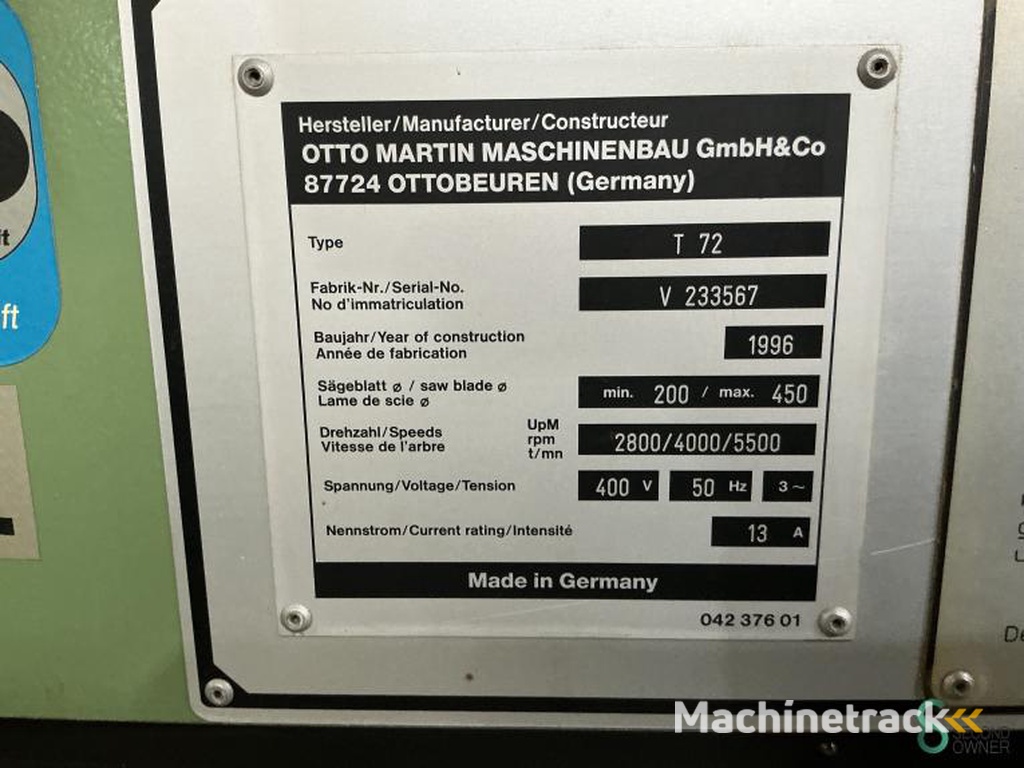 Hersteller/Manufacturer/Constructeur
OTTO MARTIN MASCHINENBAU GmbH&Co
87724 OTTOBEUREN (Germany)
Type T 72
Fabrik-Nr./Serial-No.
No d'immatriculation V 233567
Baujahr/Year of construction
Année de fabrication 1996
Sägeblatt ø / saw blade ø
Lame de scie ø min. 200 / max. 450
Drehzahl/Speeds UpM
Vitesse de l'arbre rpm 2800/4000/5500
t/mn
Spannung/Voltage/Tension 400 V 50 Hz 3~
Nennstrom/Current rating/Intensité 13 A
Made in Germany
042 376 01
ft
Machinetrack
SECOND
OWNER